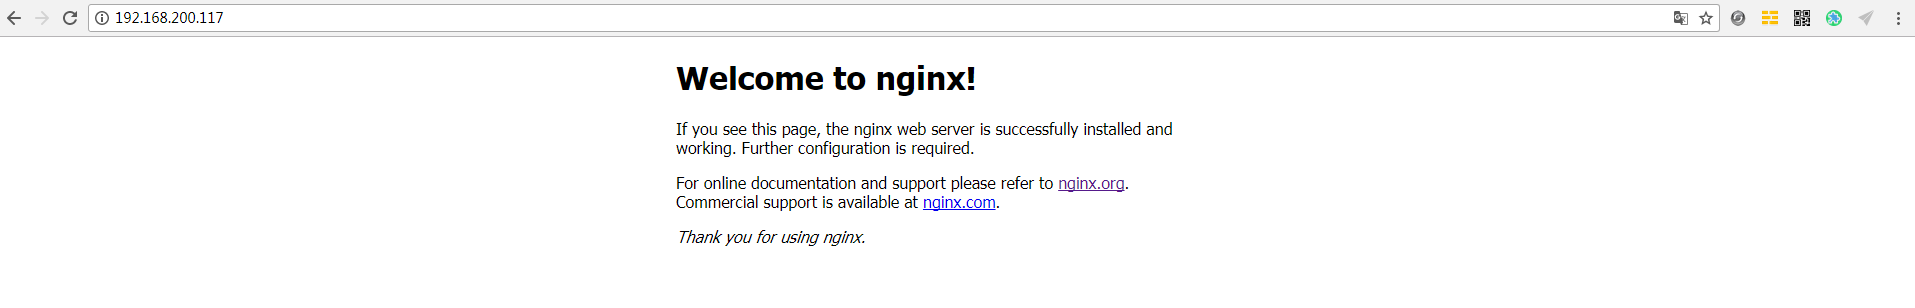 192.168.200.117
Welcome to nginx!
If you see this page, the nginx web server is successfully installed and
working. Further configuration is required.
For online documentation and support please refer to nginx.org.
Commercial support is available at nginx.com.
Thank you for using nginx.